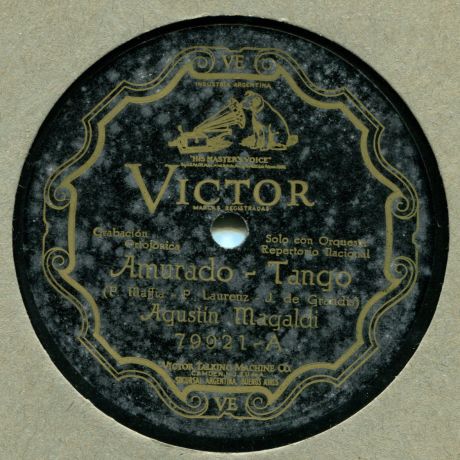 VE
INDUSTRIA ARGENTINA
"HIS MASTER'S VOICE"
VICTOR
MARCAS REGISTRADAS
Grabación Ortofónica
Solo con Orquesta
Repertorio Nacional
Amurado - Tango
(P. Maffia - P. Laurenz - J. de Grandis)
Agustín Magaldi
79921-A
VICTOR TALKING MACHINE CO.
CAMDEN, N.J. E.U. de A.
SUCURSAL ARGENTINA, BUENOS AIRES
VE